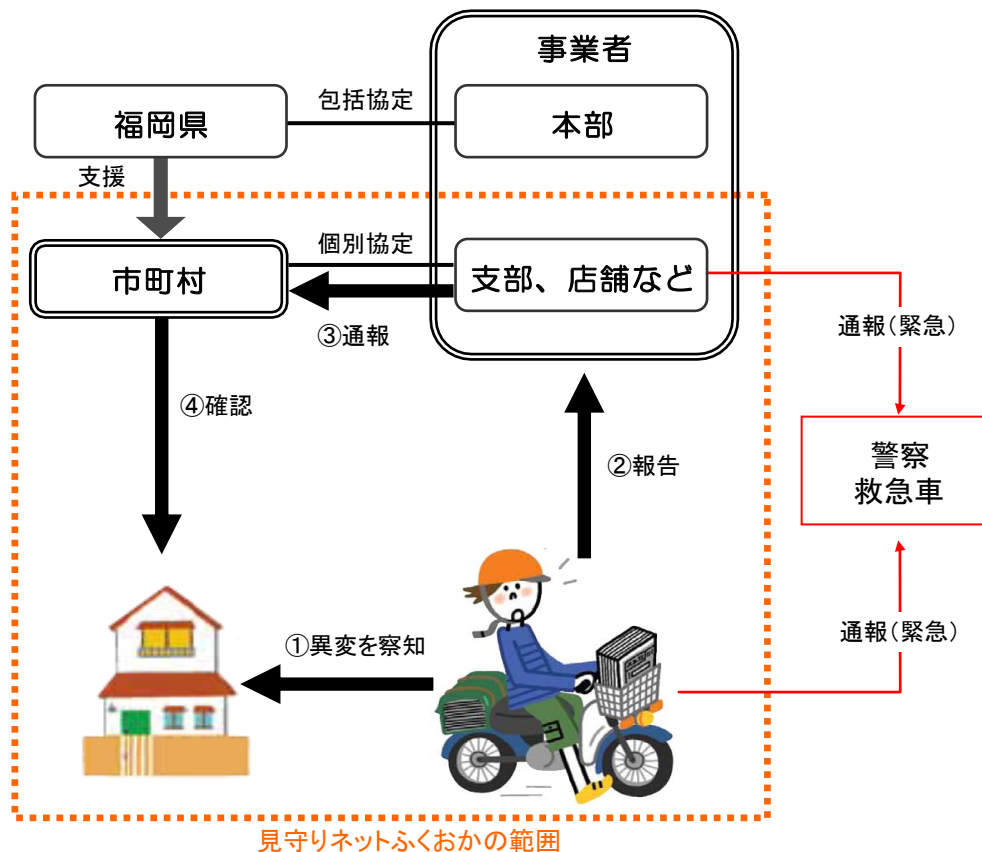 事業者
福岡県
包括協定
本部
支援
市町村
個別協定
支部、店舗など
③通報
通報(緊急)
④確認
②報告
警察
救急車
①異変を察知
通報(緊急)
見守りネットふくおかの範囲